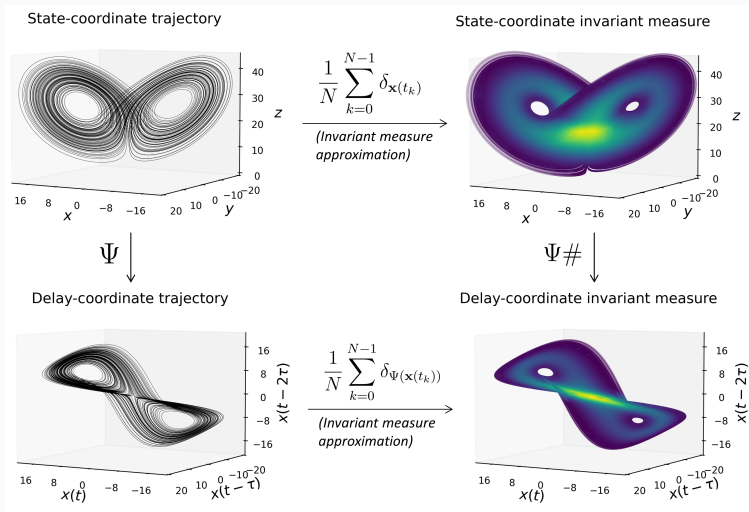 State-coordinate trajectory
State-coordinate invariant measure
40
30
20
10
0
z
16 8 0 −8 −16
x
20 10 0 −10 −20
y
1/N ∑_{k=0}^{N−1} δ_{𝐱(t_k)}
(Invariant measure
approximation)
40
30
20
10
0
z
16 8 0 −8 −16
x
20 10 0 −10 −20
y
Ψ
Ψ#
Delay-coordinate trajectory
Delay-coordinate invariant measure
16
8
0
−8
−16
x(t − 2τ)
16 8 0 −8 −16
x(t)
20 10 0 −10 −20
x(t − τ)
1/N ∑_{k=0}^{N−1} δ_{Ψ(𝐱(t_k))}
(Invariant measure
approximation)
16
8
0
−8
−16
x(t − 2τ)
16 8 0 −8 −16
x(t)
20 10 0 −10 −20
x(t − τ)